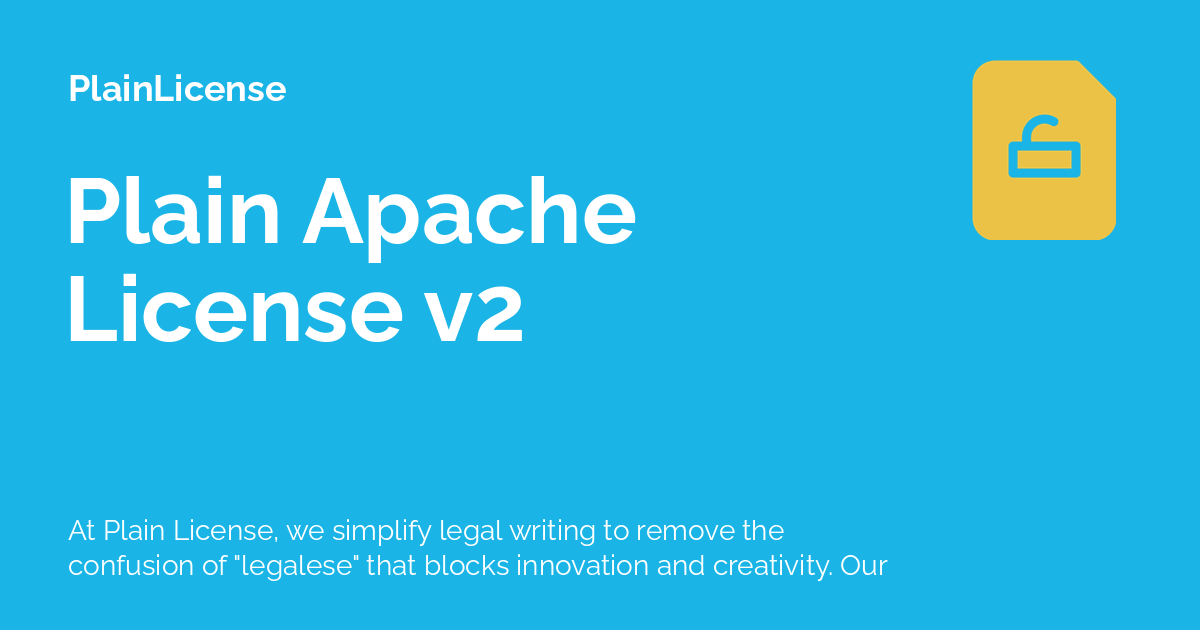 PlainLicense
Plain Apache
License v2
At Plain License, we simplify legal writing to remove the
confusion of "legalese" that blocks innovation and creativity. Our